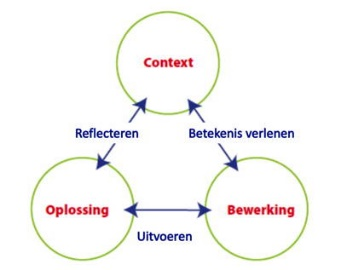 Context
Reflecteren
Betekenis verlenen
Oplossing
Bewerking
Uitvoeren